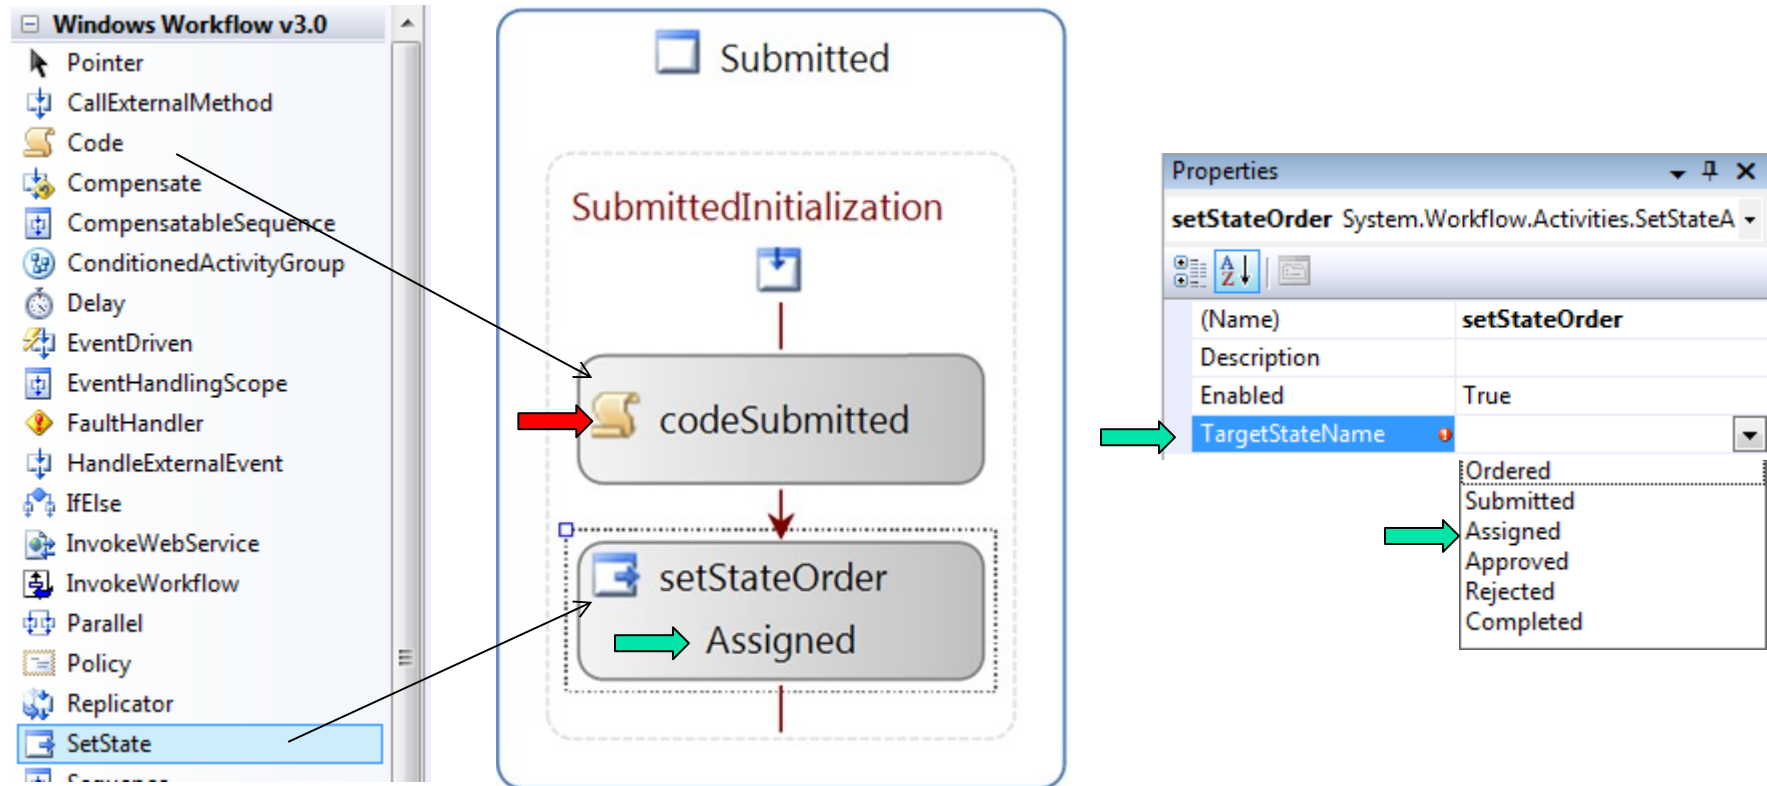 Windows Workflow v3.0
Pointer
CallExternalMethod
Code
Compensate
CompensatableSequence
ConditionedActivityGroup
Delay
EventDriven
EventHandlingScope
FaultHandler
HandleExternalEvent
IfElse
InvokeWebService
InvokeWorkflow
Parallel
Policy
Replicator
SetState
Sequence
Submitted
SubmittedInitialization
codeSubmitted
setStateOrder
Assigned
Properties
setStateOrder System.Workflow.Activities.SetStateA
(Name) setStateOrder
Description
Enabled True
TargetStateName
Ordered
Submitted
Assigned
Approved
Rejected
Completed